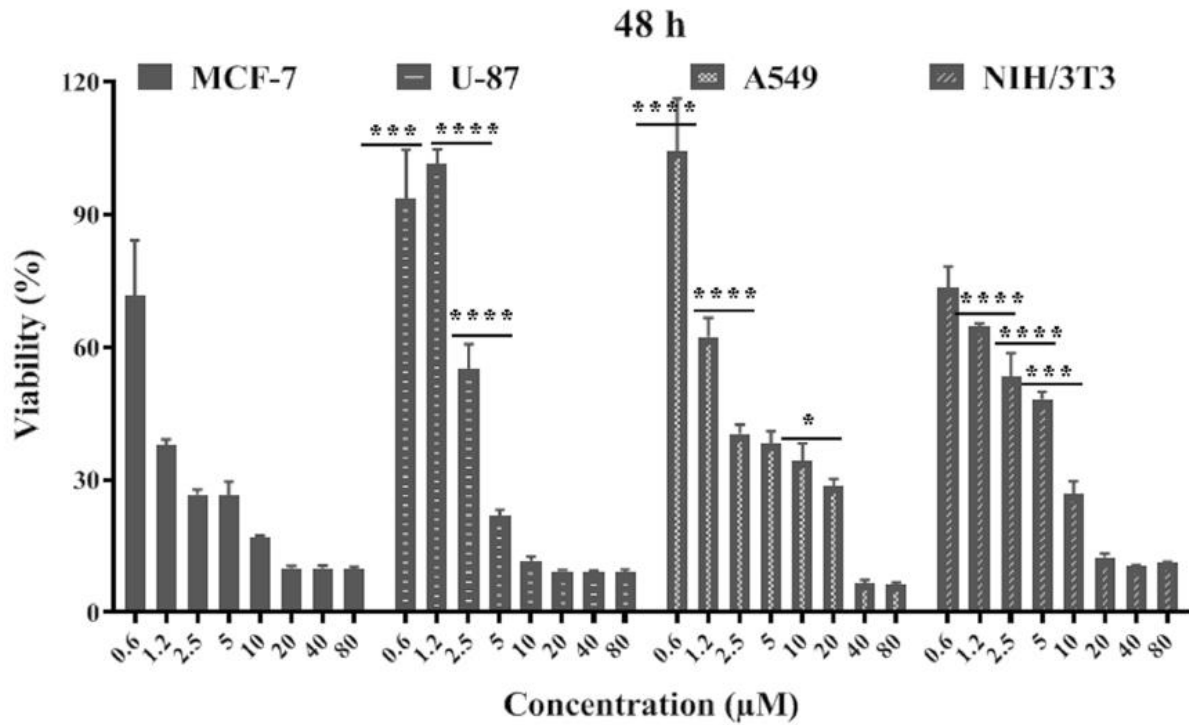 48 h
MCF-7 U-87 A549 NIH/3T3
120
90
60
30
0
Viability (%)
*** **** **** **** **** * **** **** ***
0.6 1.2 2.5 5 10 20 40 80 0.6 1.2 2.5 5 10 20 40 80 0.6 1.2 2.5 5 10 20 40 80 0.6 1.2 2.5 5 10 20 40 80
Concentration (µM)